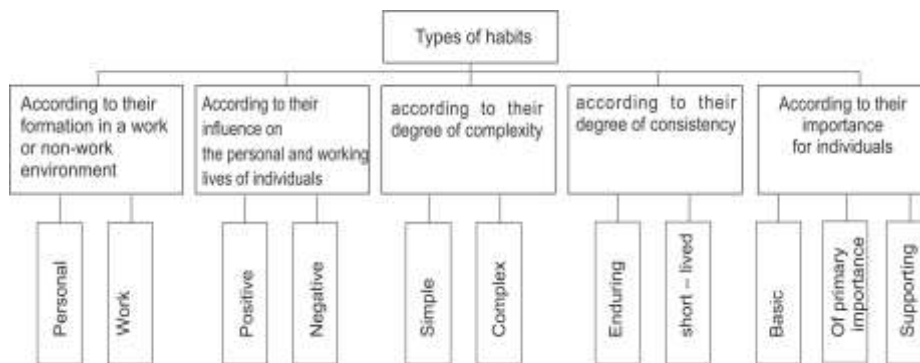 Types of habits
According to their
formation in a work
or non-work
environment
According to their
influence on
the personal and working
lives of individuals
according to their
degree of complexity
according to their
degree of consistency
According to their
importance
for individuals
Personal
Work
Positive
Negative
Simple
Complex
Enduring
short – lived
Basic
Of primary
importance
Supporting